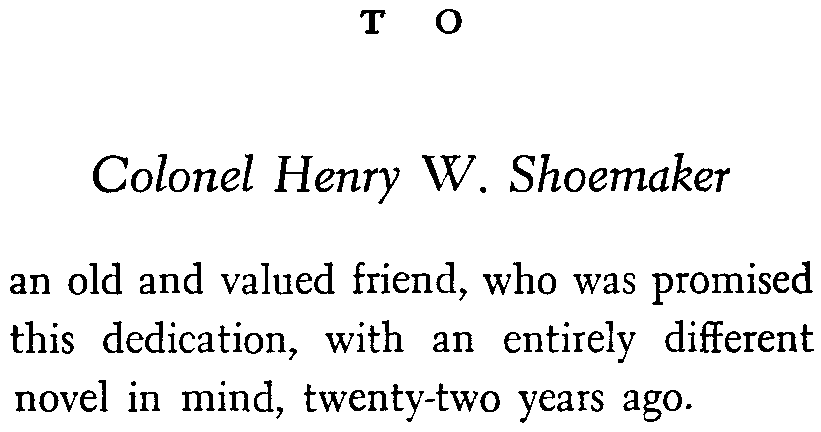 T O
Colonel Henry W. Shoemaker
an old and valued friend, who was promised
this dedication, with an entirely different
novel in mind, twenty-two years ago.